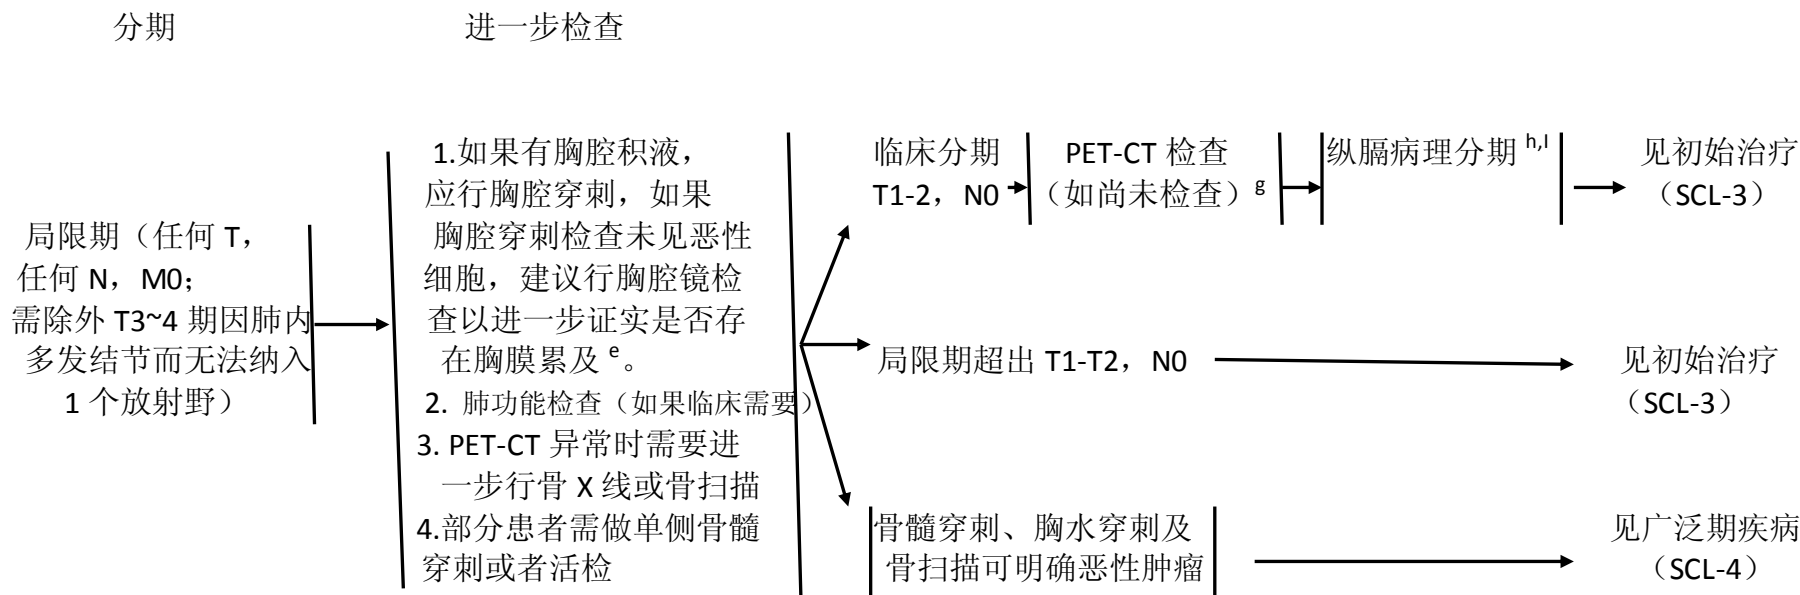 分期
进一步检查
局限期（任何 T，
任何 N，M0；
需除外 T3~4 期因肺内
多发结节而无法纳入
1 个放射野）
1.如果有胸腔积液，
应行胸腔穿刺，如果
胸腔穿刺检查未见恶性
细胞，建议行胸腔镜检
查以进一步证实是否存
在胸膜累及 e。
2. 肺功能检查（如果临床需要）
3. PET-CT 异常时需要进
一步行骨 X 线或骨扫描
4.部分患者需做单侧骨髓
穿刺或者活检
临床分期
T1-2，N0
PET-CT 检查
（如尚未检查）g
纵膈病理分期 h,I
见初始治疗
（SCL-3）
局限期超出 T1-T2，N0
见初始治疗
（SCL-3）
骨髓穿刺、胸水穿刺及
骨扫描可明确恶性肿瘤
见广泛期疾病
（SCL-4）